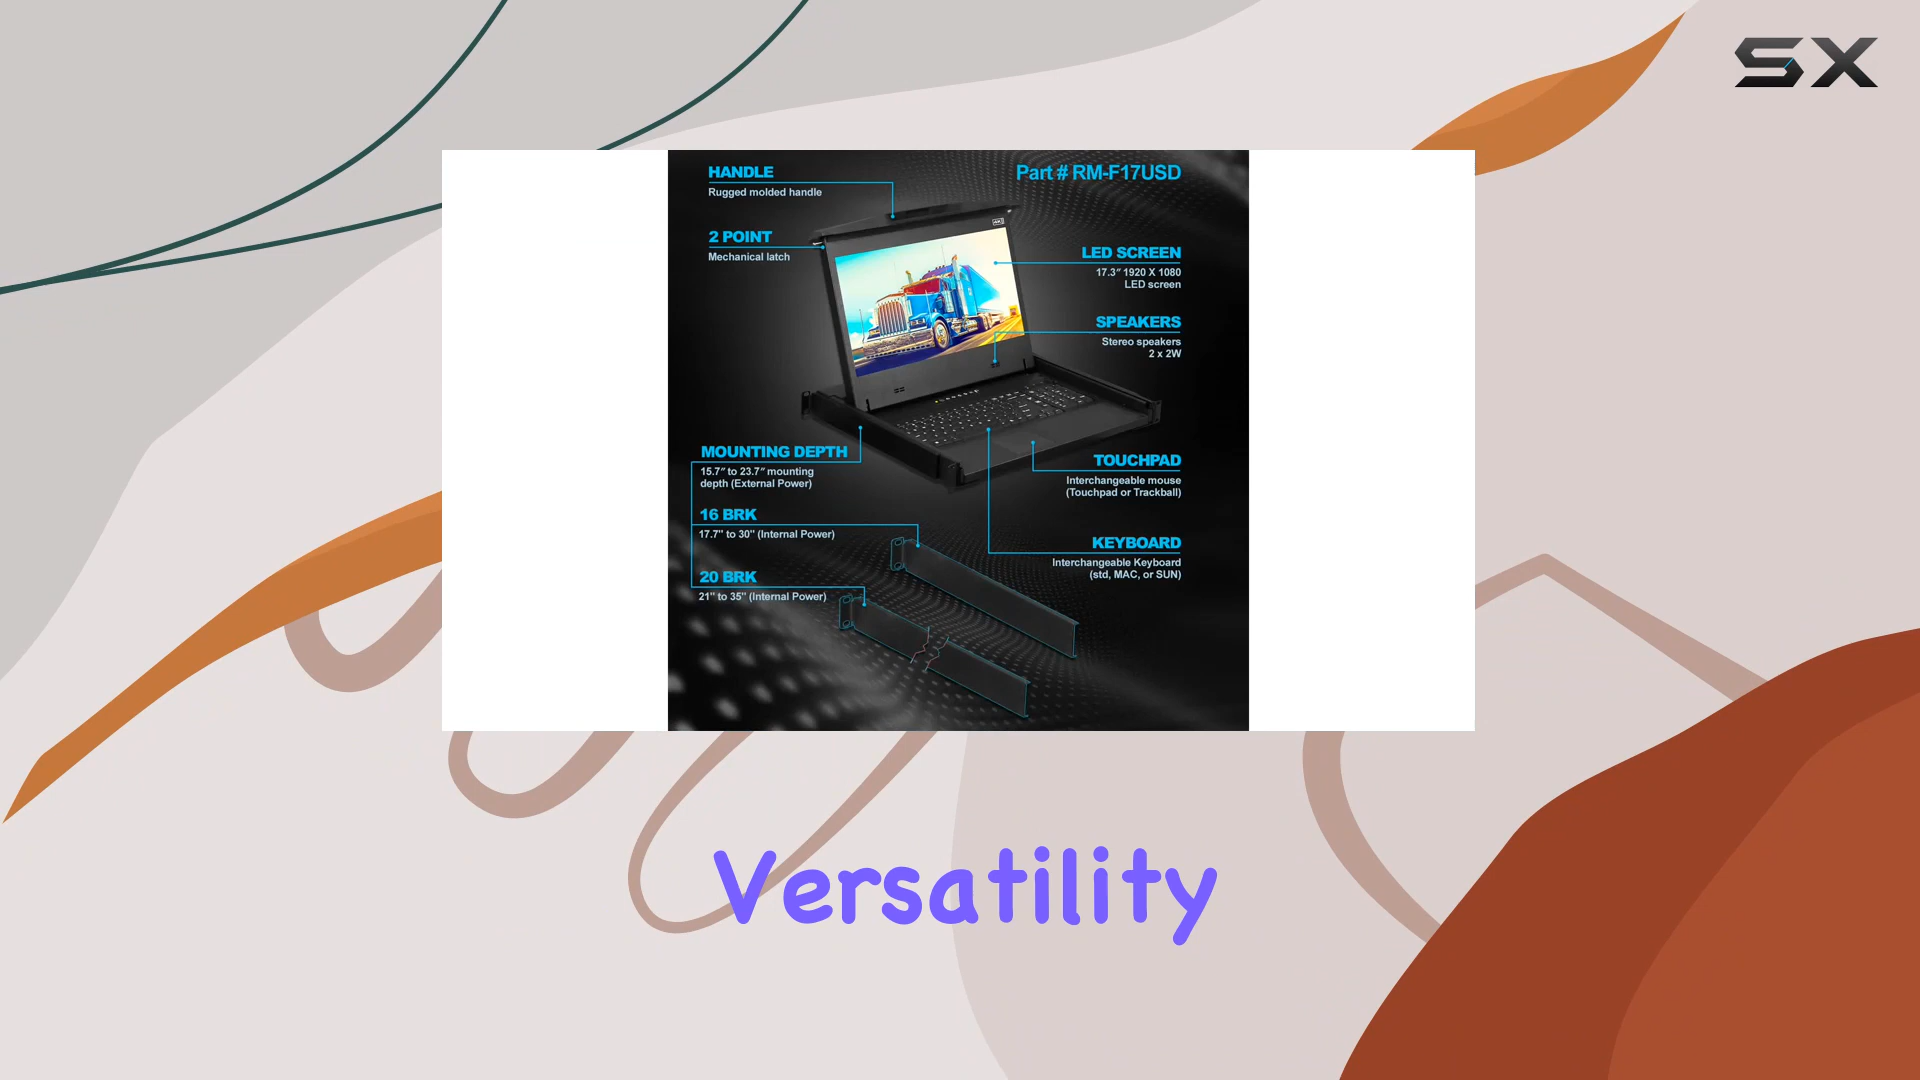 SX
Part # RM-F17USD
HANDLE
Rugged molded handle
2 POINT
Mechanical latch
LED SCREEN
17.3″ 1920 X 1080
LED screen
SPEAKERS
Stereo speakers
2 x 2W
MOUNTING DEPTH
15.7″ to 23.7″ mounting
depth (External Power)
16 BRK
17.7" to 30" (Internal Power)
20 BRK
21" to 35" (Internal Power)
TOUCHPAD
Interchangeable mouse
(Touchpad or Trackball)
KEYBOARD
Interchangeable Keyboard
(std, MAC, or SUN)
Versatility